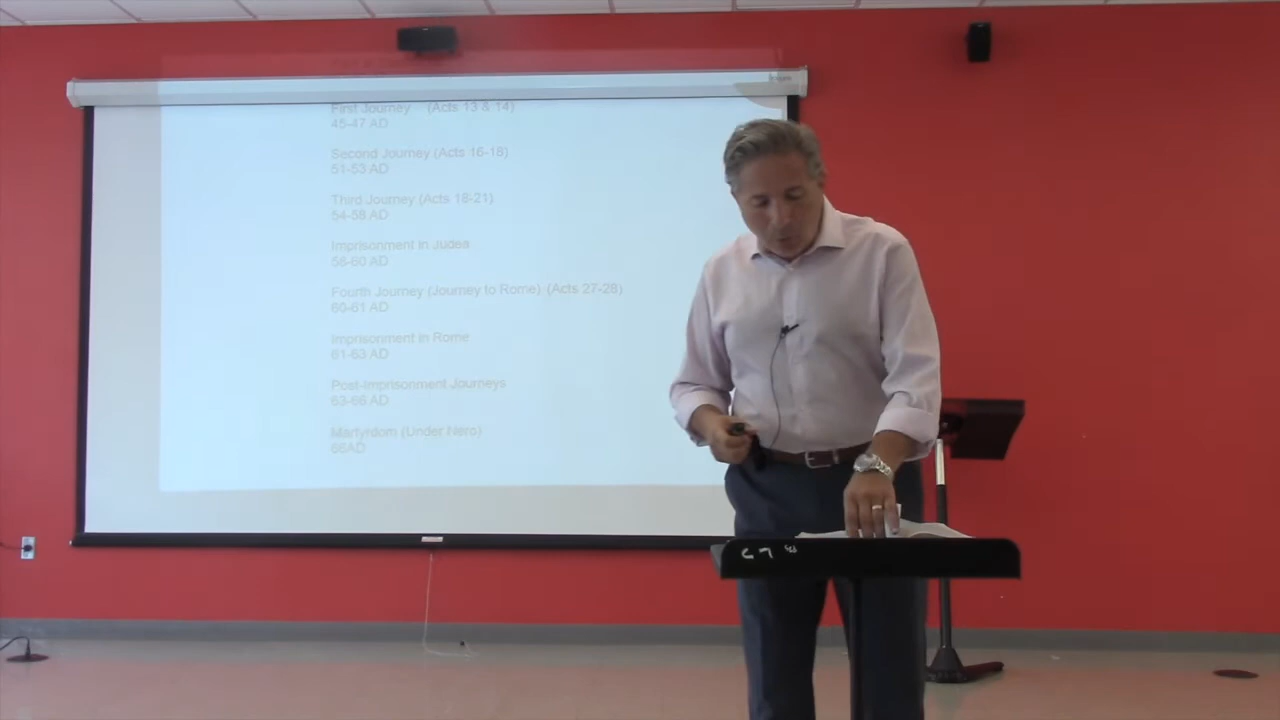 First Journey (Acts 13 & 14)
45-47 AD
Second Journey (Acts 16-18)
51-53 AD
Third Journey (Acts 18-21)
54-58 AD
Imprisonment in Judea
58-60 AD
Fourth Journey (Journey to Rome) (Acts 27-28)
60-61 AD
Imprisonment in Rome
61-63 AD
Post-Imprisonment Journeys
63-66 AD
Martyrdom (Under Nero)
66AD